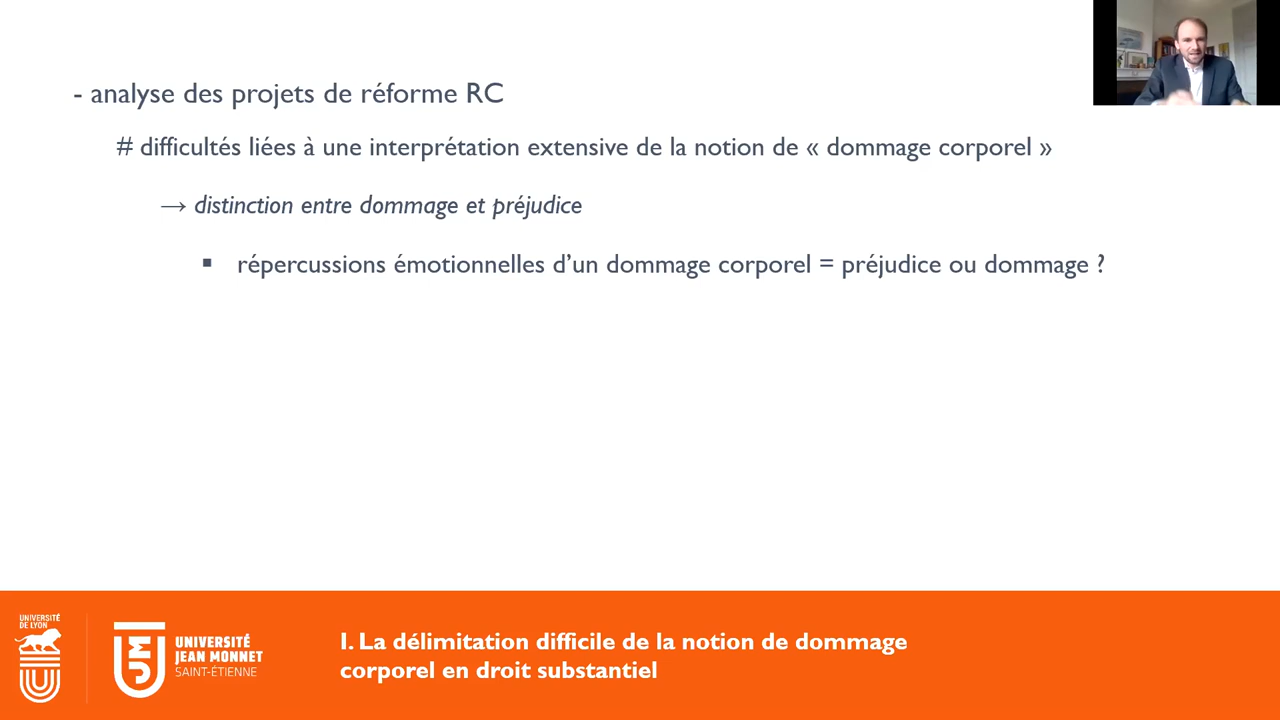 - analyse des projets de réforme RC
# difficultés liées à une interprétation extensive de la notion de « dommage corporel »
→ distinction entre dommage et préjudice
▪ répercussions émotionnelles d’un dommage corporel = préjudice ou dommage ?
UNIVERSITÉ
DE LYON
UNIVERSITÉ
JEAN MONNET
SAINT-ÉTIENNE
I. La délimitation difficile de la notion de dommage
corporel en droit substantiel